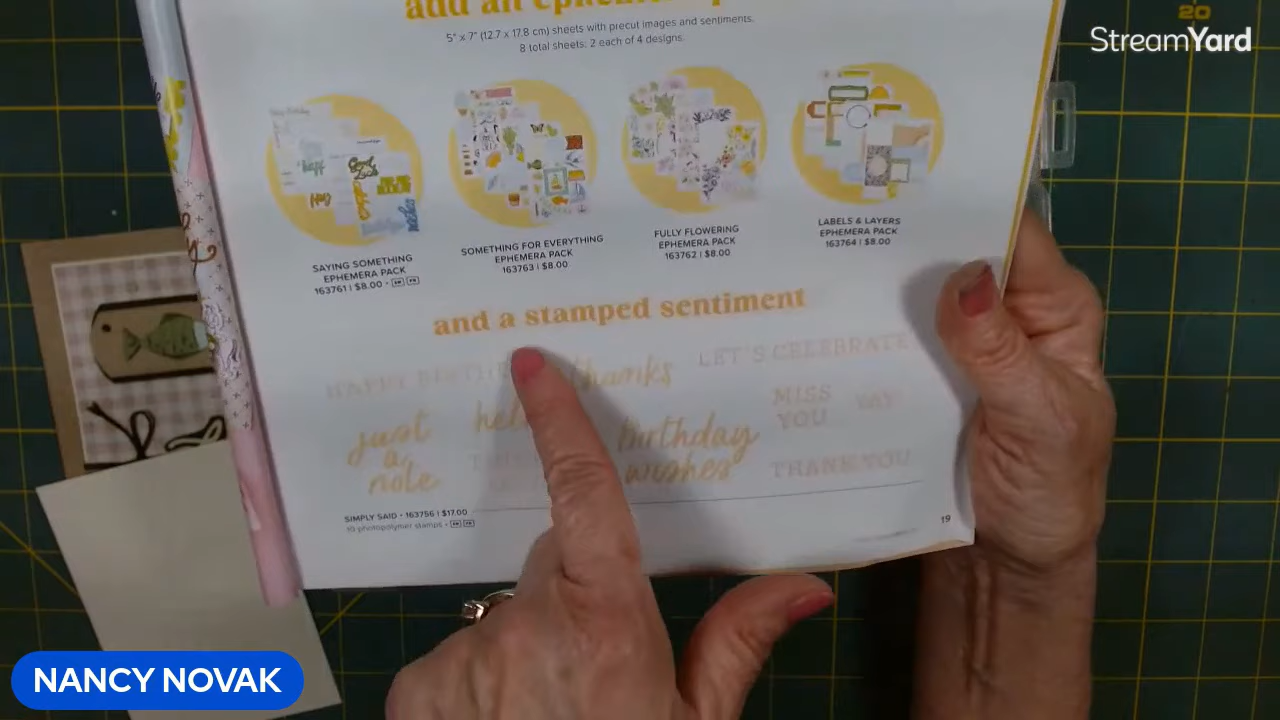 20
StreamYard
5" x 7" (12.7 x 17.8 cm) sheets with precut images and sentiments.
8 total sheets: 2 each of 4 designs.
SAYING SOMETHING
EPHEMERA PACK
163761 | $8.00 •
SOMETHING FOR EVERYTHING
EPHEMERA PACK
163763 | $8.00
FULLY FLOWERING
EPHEMERA PACK
163762 | $8.00
LABELS & LAYERS
EPHEMERA PACK
163764 | $8.00
and a stamped sentiment
HAPPY
thanks
LET'S CELEBRATE
just
a
note
birthday
wishes
MISS
YOU
THANK YOU
SIMPLY SAID • 163756 | $17.00
19
NANCY NOVAK